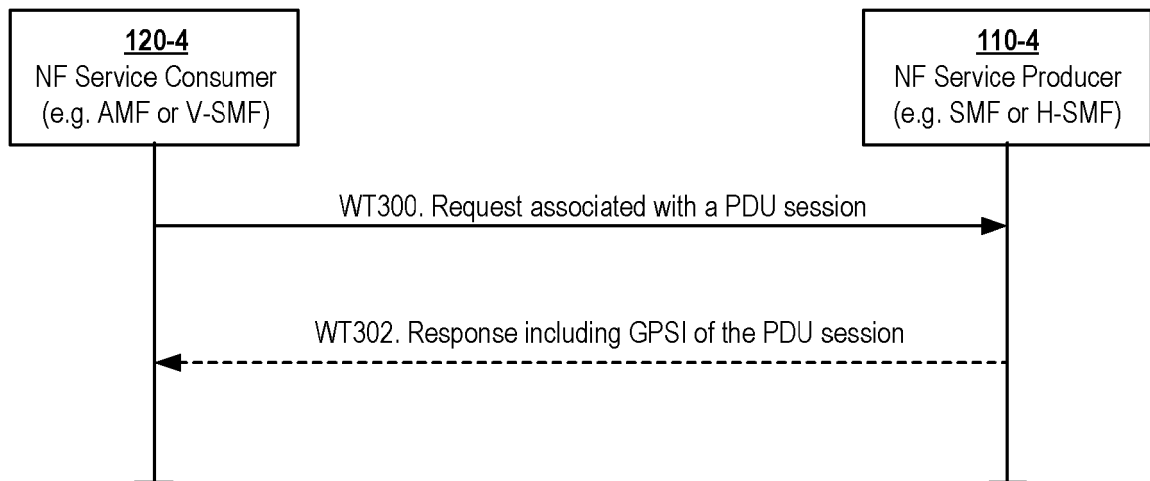 120-4
NF Service Consumer
(e.g. AMF or V-SMF)
110-4
NF Service Producer
(e.g. SMF or H-SMF)
WT300. Request associated with a PDU session
WT302. Response including GPSI of the PDU session